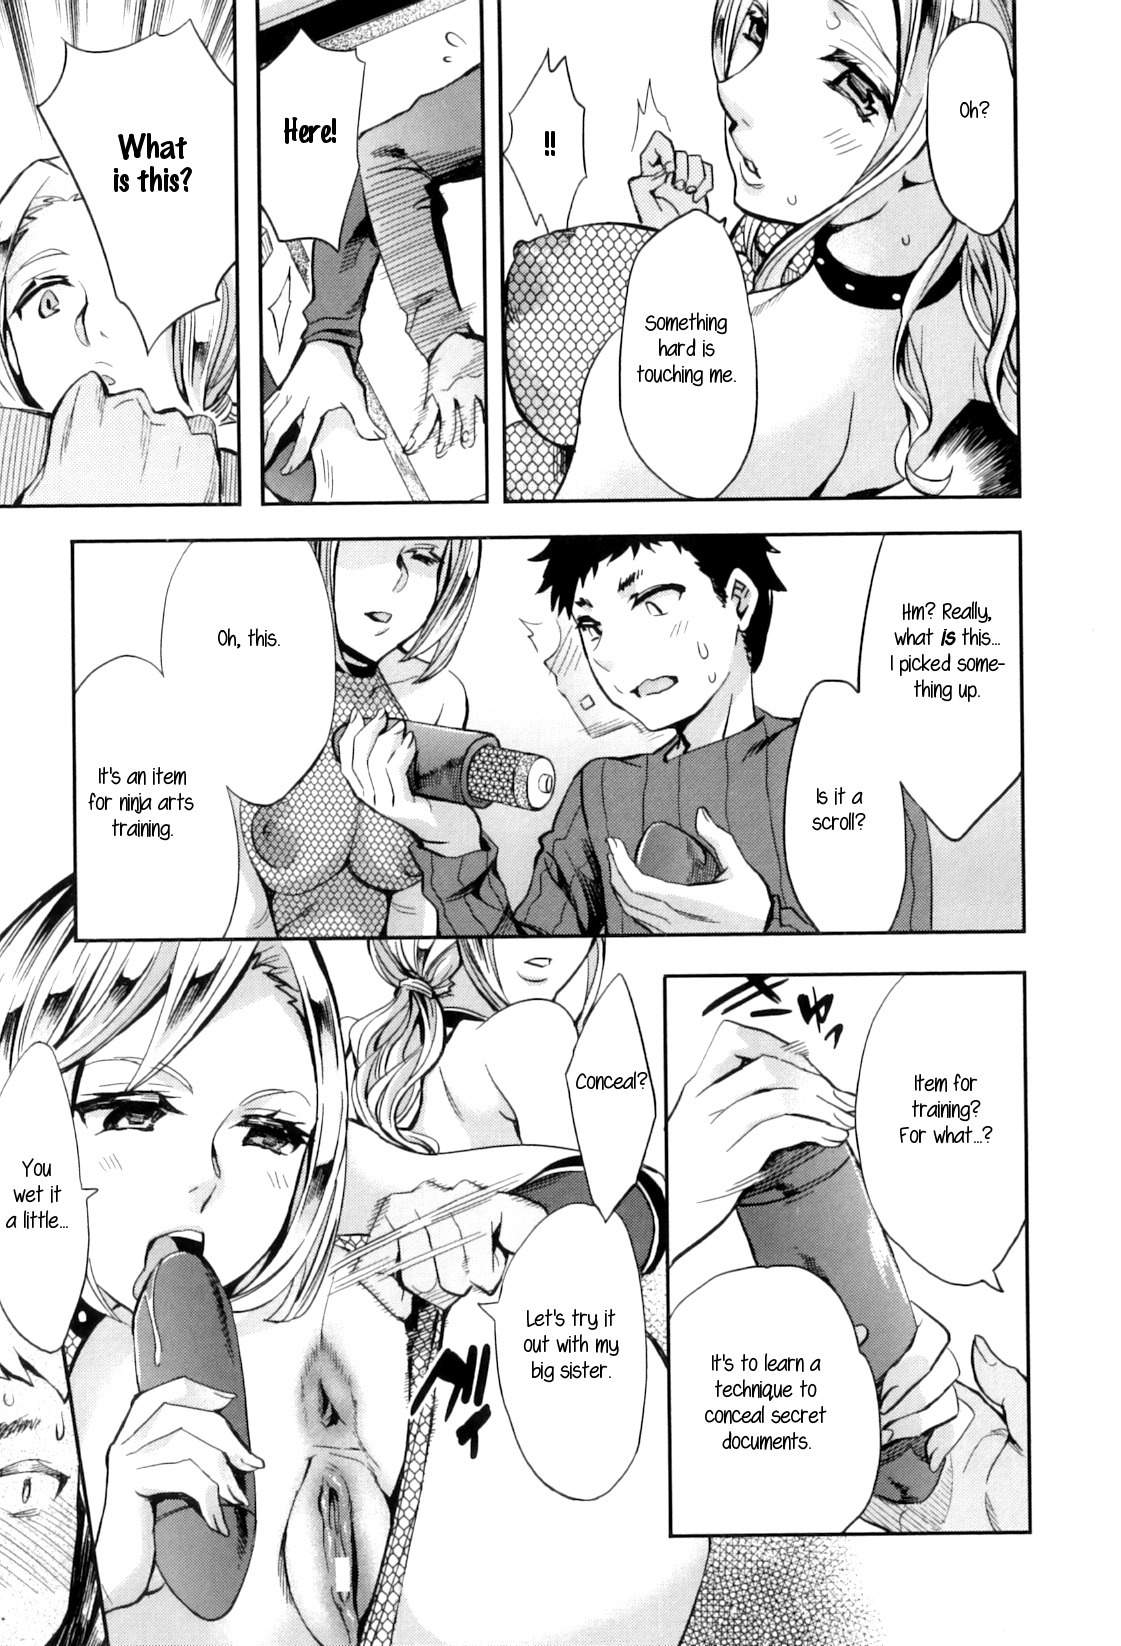 Oh?
Something
hard is
touching me.
!!
Here!
What
is this?
Hm? Really,
what is this...
I picked some-
thing up.
Is it a
scroll?
Oh, this.
It's an item
for ninja arts
training.
Item for
training?
For what...?
It's to learn a
technique to
conceal secret
documents.
Conceal?
Let's try it
out with my
big sister.
You
wet it
a little...